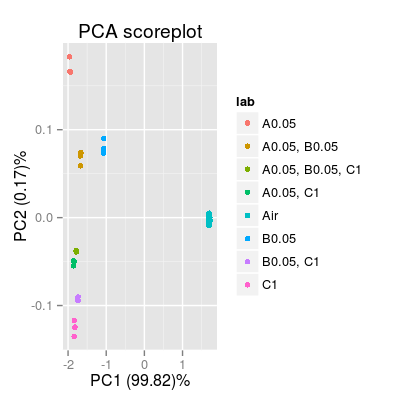 PCA scoreplot
PC2 (0.17)%
0.1
0.0
-0.1
-2
-1
0
1
PC1 (99.82)%
lab
A0.05
A0.05, B0.05
A0.05, B0.05, C1
A0.05, C1
Air
B0.05
B0.05, C1
C1